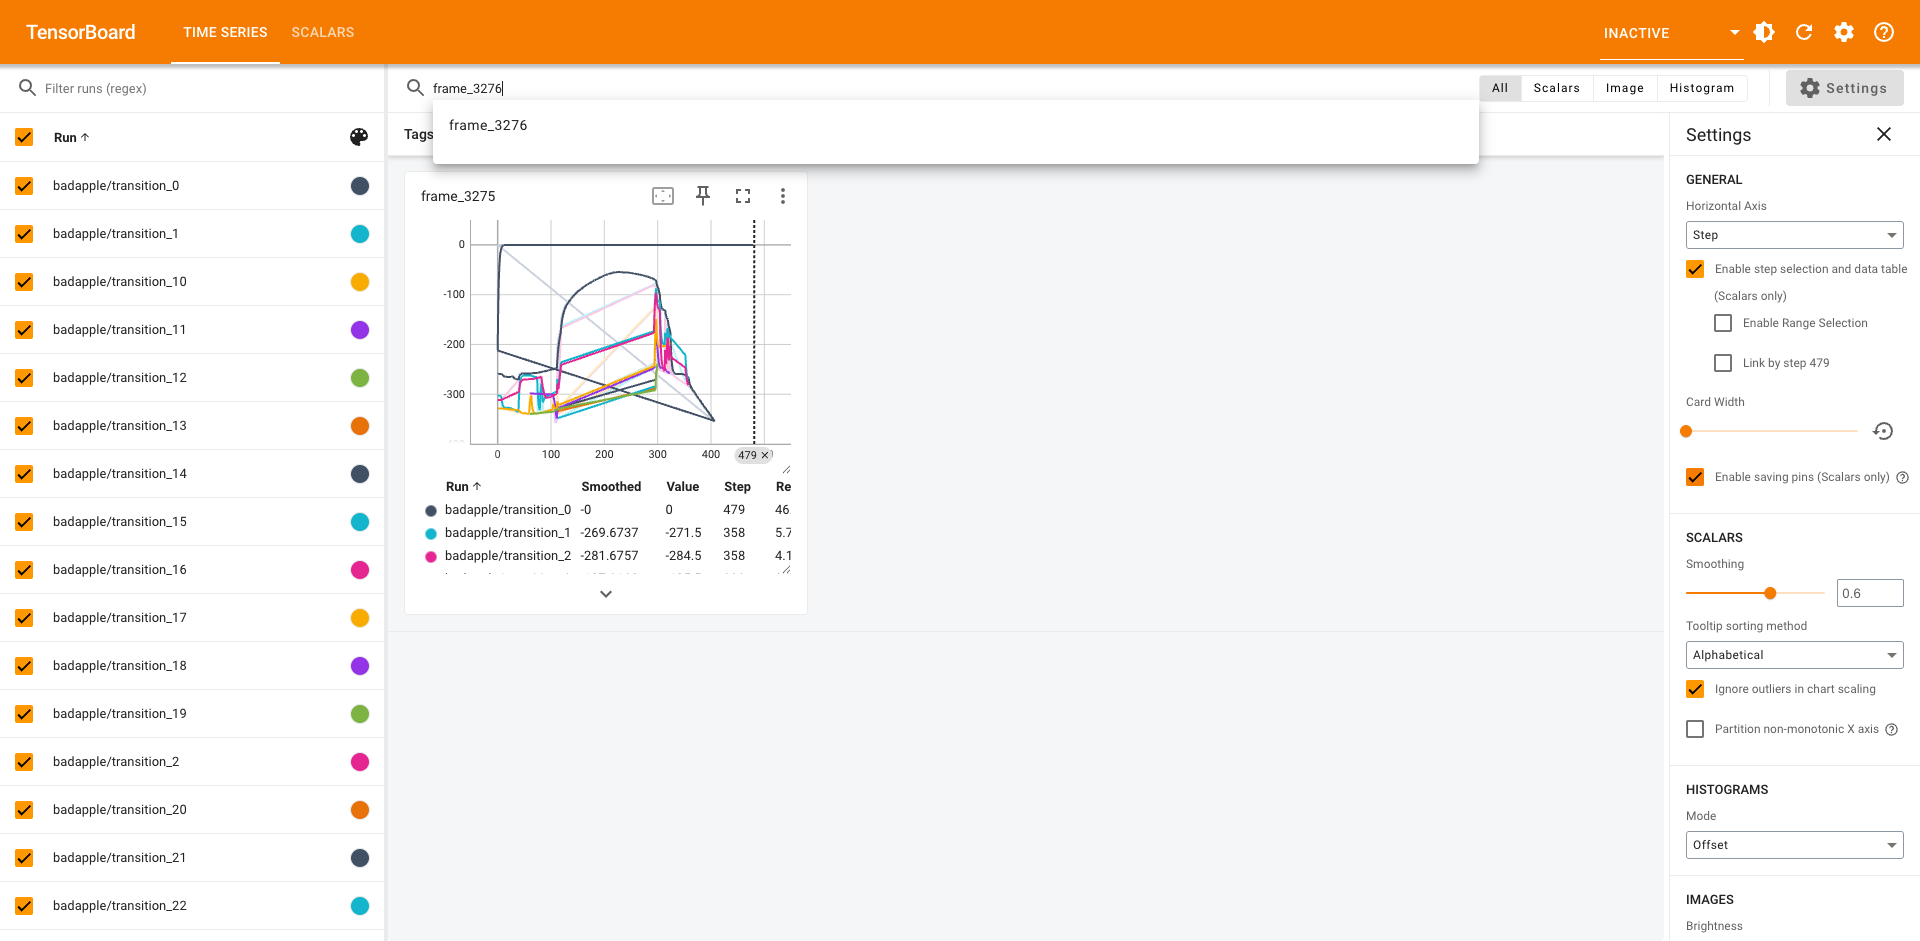 TensorBoard TIME SERIES SCALARS INACTIVE
Filter runs (regex)
frame_3276
All Scalars Image Histogram Settings
Run
badapple/transition_0
badapple/transition_1
badapple/transition_10
badapple/transition_11
badapple/transition_12
badapple/transition_13
badapple/transition_14
badapple/transition_15
badapple/transition_16
badapple/transition_17
badapple/transition_18
badapple/transition_19
badapple/transition_2
badapple/transition_20
badapple/transition_21
badapple/transition_22
frame_3276
Tags
frame_3275
0
-100
-200
-300
0 100 200 300 400 479
Run Smoothed Value Step Re
badapple/transition_0 -0 0 479 46.
badapple/transition_1 -269.6737 -271.5 358 5.7
badapple/transition_2 -281.6757 -284.5 358 4.1
Settings
GENERAL
Horizontal Axis
Step
Enable step selection and data table
(Scalars only)
Enable Range Selection
Link by step 479
Card Width
Enable saving pins (Scalars only)
SCALARS
Smoothing
0.6
Tooltip sorting method
Alphabetical
Ignore outliers in chart scaling
Partition non-monotonic X axis
HISTOGRAMS
Mode
Offset
IMAGES
Brightness